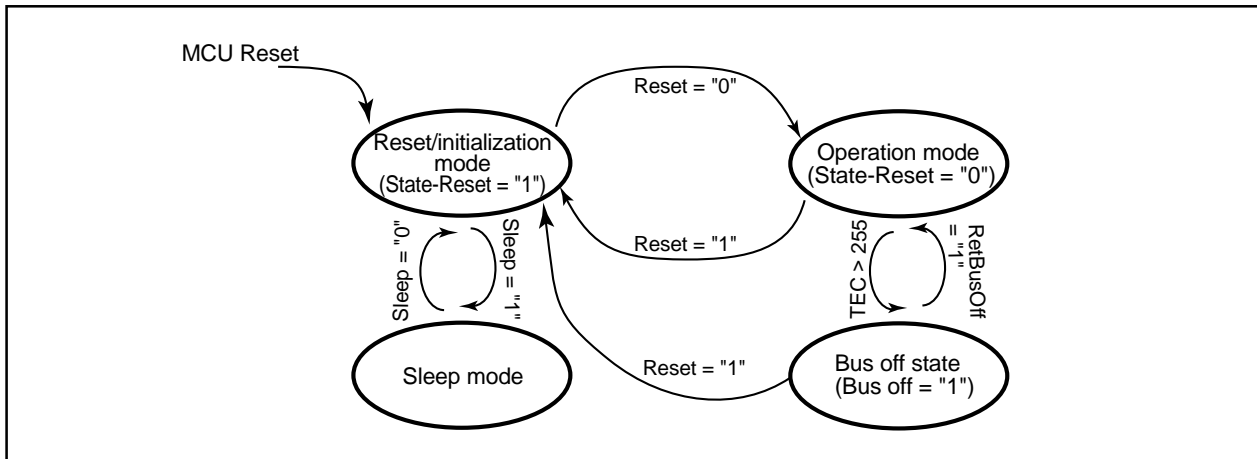 MCU Reset
Reset = "0"
Reset/initialization
mode
(State-Reset = "1")
Operation mode
(State-Reset = "0")
Reset = "1"
Sleep = "0"
Sleep = "1"
TEC > 255
RetBusOff
= "1"
Sleep mode
Reset = "1"
Bus off state
(Bus off = "1")